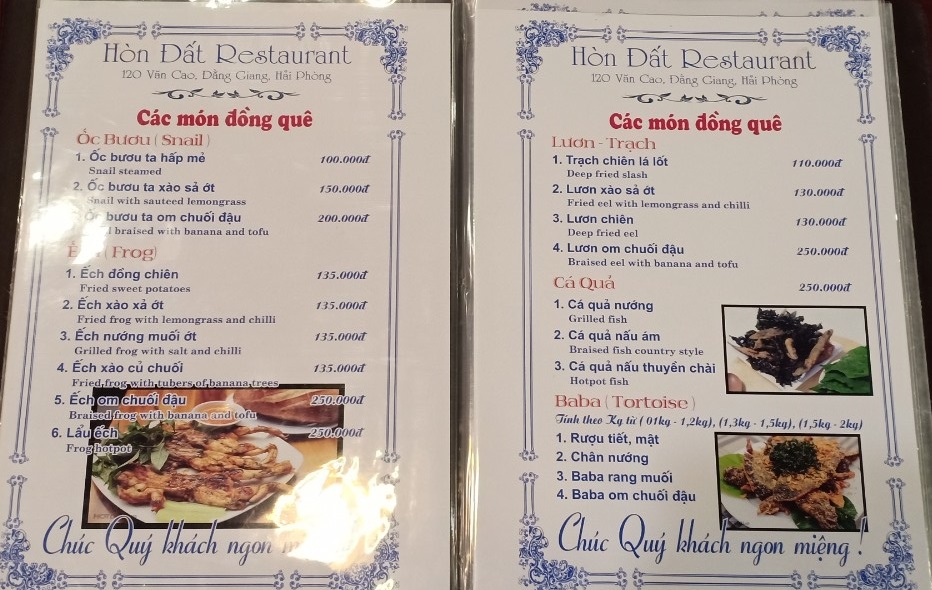 Hòn Đất Restaurant
120 Văn Cao, Đằng Giang, Hải Phòng
Các món đồng quê
Ốc Bươu ( Snail )
1. Ốc bươu ta hấp mẻ 100.000đ
Snail steamed
2. Ốc bươu ta xào sả ớt 150.000đ
Snail with sauteed lemongrass
Ốc bươu ta om chuối đậu 200.000đ
braised with banana and tofu
(Frog)
1. Ếch đồng chiên 135.000đ
Fried sweet potatoes
2. Ếch xào xả ớt 135.000đ
Fried frog with lemongrass and chilli
3. Ếch nướng muối ớt 135.000đ
Grilled frog with salt and chilli
4. Ếch xào củ chuối 135.000đ
Fried frog with tubers of banana trees
5. Ếch om chuối đậu 250.000đ
Braised frog with banana and tofu
6. Lẩu ếch 250.000đ
Frog hotpot
Chúc Quý khách ngon
Hòn Đất Restaurant
120 Văn Cao, Đằng Giang, Hải Phòng
Các món đồng quê
Lươn - Trạch
1. Trạch chiên lá lốt 110.000đ
Deep fried slash
2. Lươn xào sả ớt 130.000đ
Fried eel with lemongrass and chilli
3. Lươn chiên 130.000đ
Deep fried eel
4. Lươn om chuối đậu 250.000đ
Braised eel with banana and tofu
Cá Quả 250.000đ
1. Cá quả nướng
Grilled fish
2. Cá quả nấu ám
Braised fish country style
3. Cá quả nấu thuyền chài
Hotpot fish
Baba ( Tortoise )
Tính theo Kg từ ( 01kg - 1,2kg), (1,3kg - 1,5kg), (1,5kg - 2kg)
1. Rượu tiết, mật
2. Chân nướng
3. Baba rang muối
4. Baba om chuối đậu
Chúc Quý khách ngon miệng !